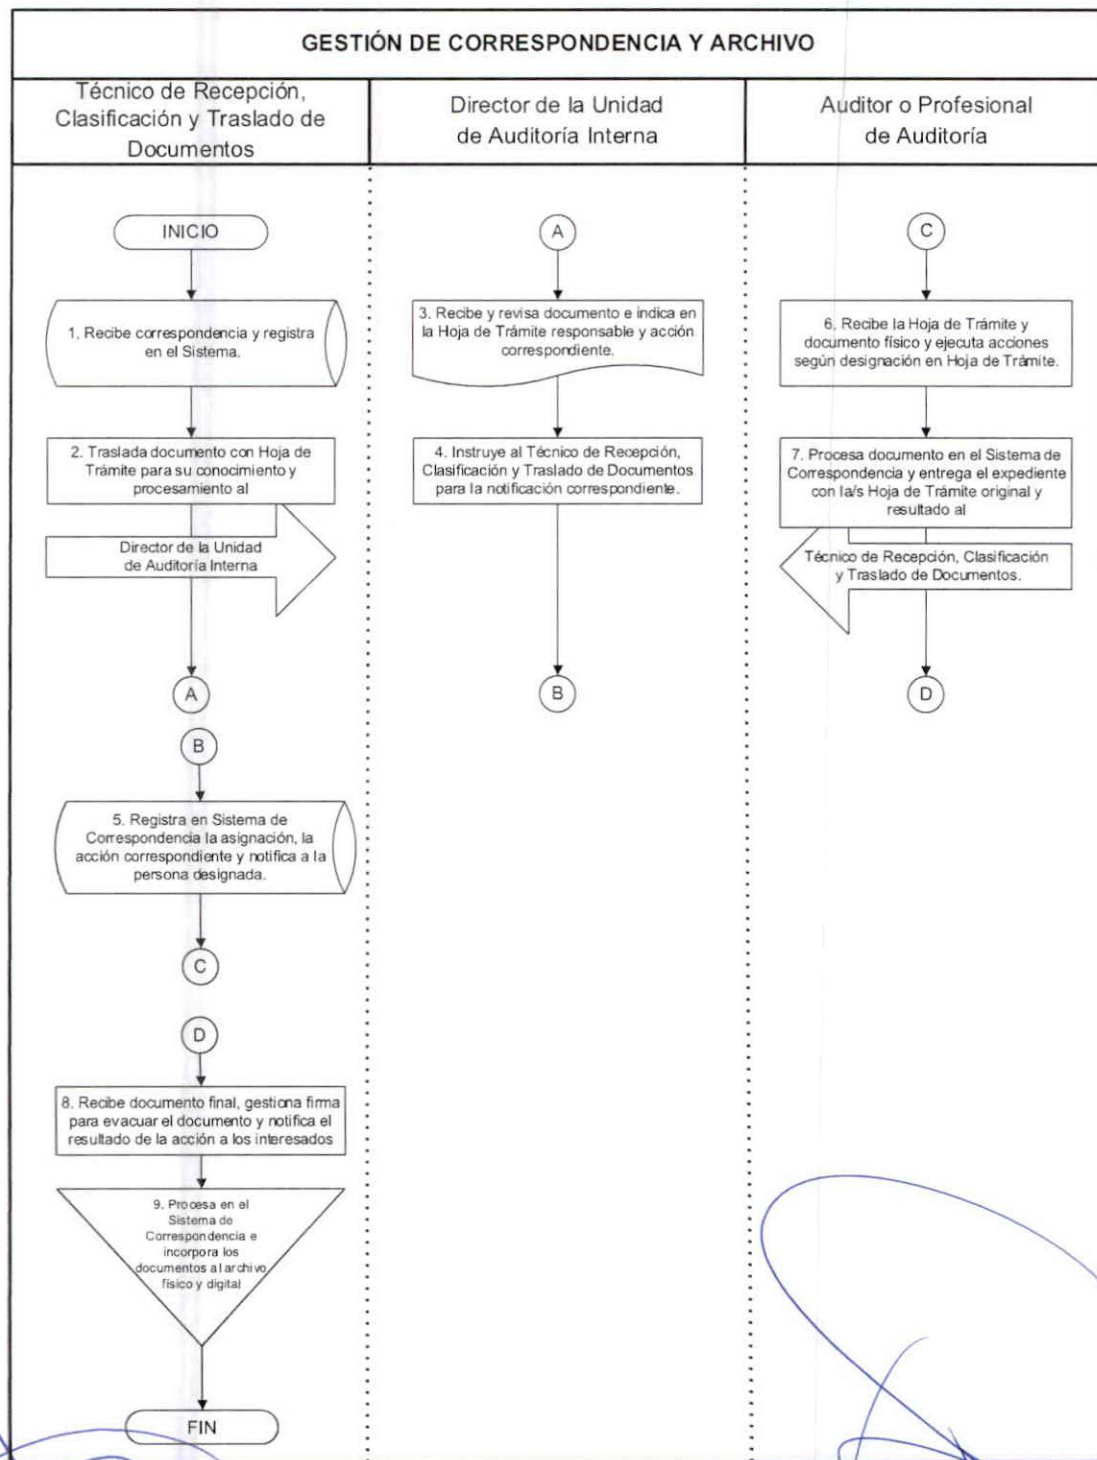 GESTIÓN DE CORRESPONDENCIA Y ARCHIVO
Técnico de Recepción,
Clasificación y Traslado de
Documentos
Director de la Unidad
de Auditoría Interna
Auditor o Profesional
de Auditoría
INICIO
1. Recibe correspondencia y registra
en el Sistema.
2. Traslada documento con Hoja de
Trámite para su conocimiento y
procesamiento al
Director de la Unidad
de Auditoría Interna
A
B
5. Registra en Sistema de
Correspondencia la asignación, la
acción correspondiente y notifica a la
persona designada.
C
D
8. Recibe documento final, gestiona firma
para evacuar el documento y notifica el
resultado de la acción a los interesados
9. Procesa en el
Sistema de
Correspondencia e
incorpora los
documentos al archivo
físico y digital
FIN
A
3. Recibe y revisa documento e indica en
la Hoja de Trámite responsable y acción
correspondiente.
4. Instruye al Técnico de Recepción,
Clasificación y Traslado de Documentos
para la notificación correspondiente.
B
C
6. Recibe la Hoja de Trámite y
documento físico y ejecuta acciones
según designación en Hoja de Trámite.
7. Procesa documento en el Sistema de
Correspondencia y entrega el expediente
con la/s Hoja de Trámite original y
resultado al
Técnico de Recepción, Clasificación
y Traslado de Documentos.
D